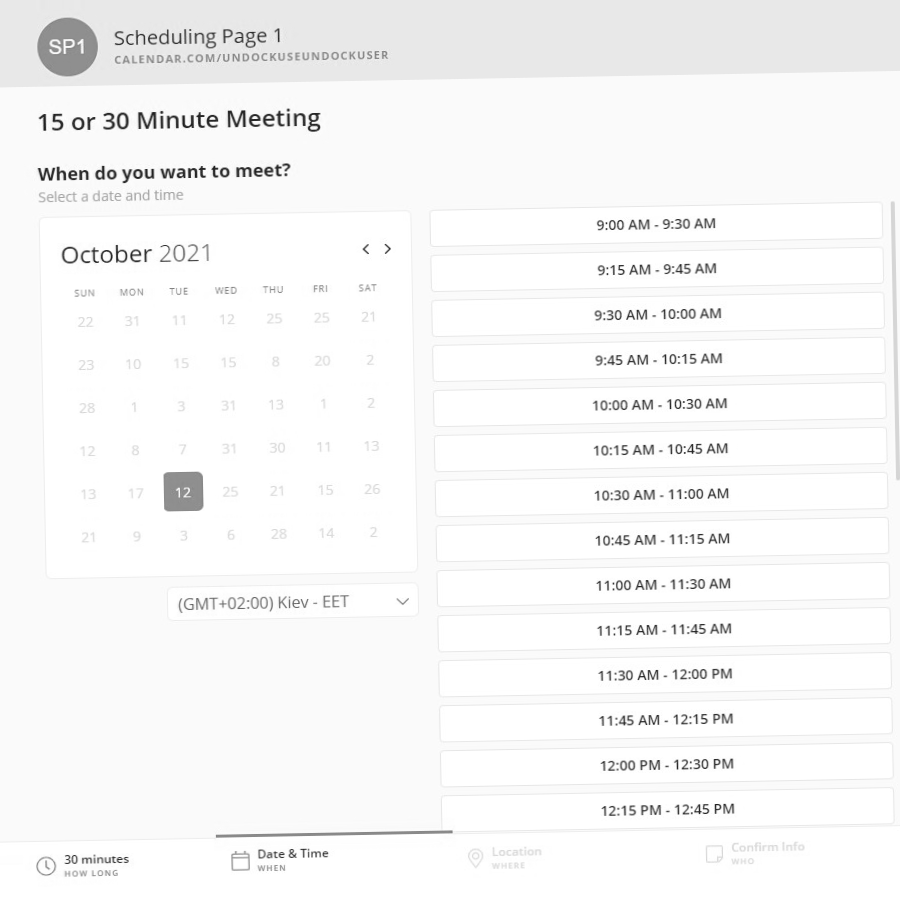 SP1
Scheduling Page 1
CALENDAR.COM/UNDOCKUSEUNDOCKUSER
15 or 30 Minute Meeting
When do you want to meet?
Select a date and time
October 2021
SUN MON TUE WED THU FRI SAT
22 31 11 12 25 25 21
23 10 15 15 8 20 2
28 1 3 31 13 1 2
12 8 7 31 30 11 13
13 17 12 25 21 15 26
21 9 3 6 28 14 2
(GMT+02:00) Kiev - EET
9:00 AM - 9:30 AM
9:15 AM - 9:45 AM
9:30 AM - 10:00 AM
9:45 AM - 10:15 AM
10:00 AM - 10:30 AM
10:15 AM - 10:45 AM
10:30 AM - 11:00 AM
10:45 AM - 11:15 AM
11:00 AM - 11:30 AM
11:15 AM - 11:45 AM
11:30 AM - 12:00 PM
11:45 AM - 12:15 PM
12:00 PM - 12:30 PM
12:15 PM - 12:45 PM
30 minutes
HOW LONG
Date & Time
WHEN
Location
WHERE
Confirm Info
WHO